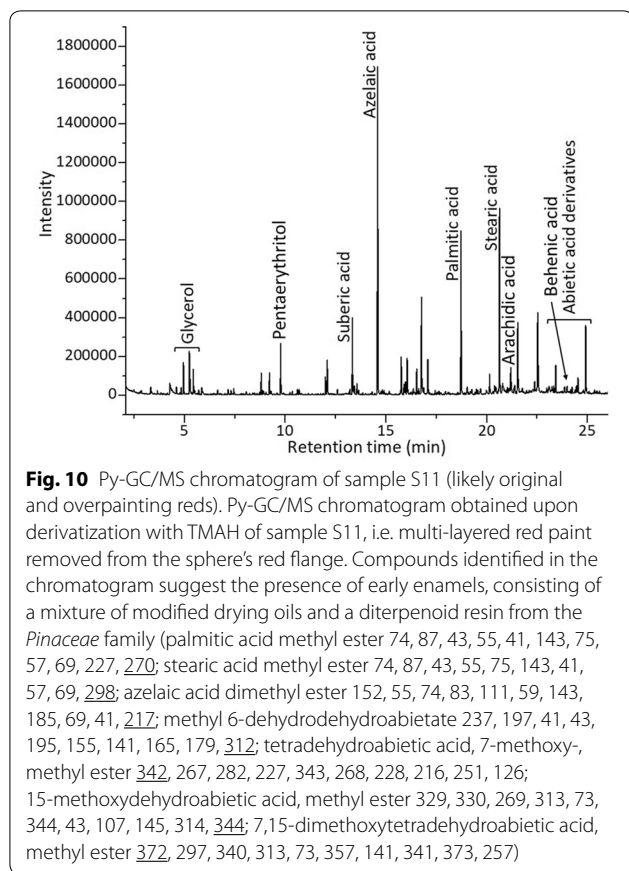 1800000
1600000
1400000
1200000
1000000
800000
600000
400000
200000
0
Intensity
Glycerol
Pentaerythritol
Suberic acid
Azelaic acid
Palmitic acid
Stearic acid
Arachidic acid
Behenic acid
Abietic acid derivatives
5 10 15 20 25
Retention time (min)
Fig. 10 Py-GC/MS chromatogram of sample S11 (likely original
and overpainting reds). Py-GC/MS chromatogram obtained upon
derivatization with TMAH of sample S11, i.e. multi-layered red paint
removed from the sphere's red flange. Compounds identified in the
chromatogram suggest the presence of early enamels, consisting of
a mixture of modified drying oils and a diterpenoid resin from the
Pinaceae family (palmitic acid methyl ester 74, 87, 43, 55, 41, 143, 75,
57, 69, 227, 270; stearic acid methyl ester 74, 87, 43, 55, 75, 143, 41,
57, 69, 298; azelaic acid dimethyl ester 152, 55, 74, 83, 111, 59, 143,
185, 69, 41, 217; methyl 6-dehydrodehydroabietate 237, 197, 41, 43,
195, 155, 141, 165, 179, 312; tetradehydroabietic acid, 7-methoxy-,
methyl ester 342, 267, 282, 227, 343, 268, 228, 216, 251, 126;
15-methoxydehydroabietic acid, methyl ester 329, 330, 269, 313, 73,
344, 43, 107, 145, 314, 344; 7,15-dimethoxytetradehydroabietic acid,
methyl ester 372, 297, 340, 313, 73, 357, 141, 341, 373, 257)